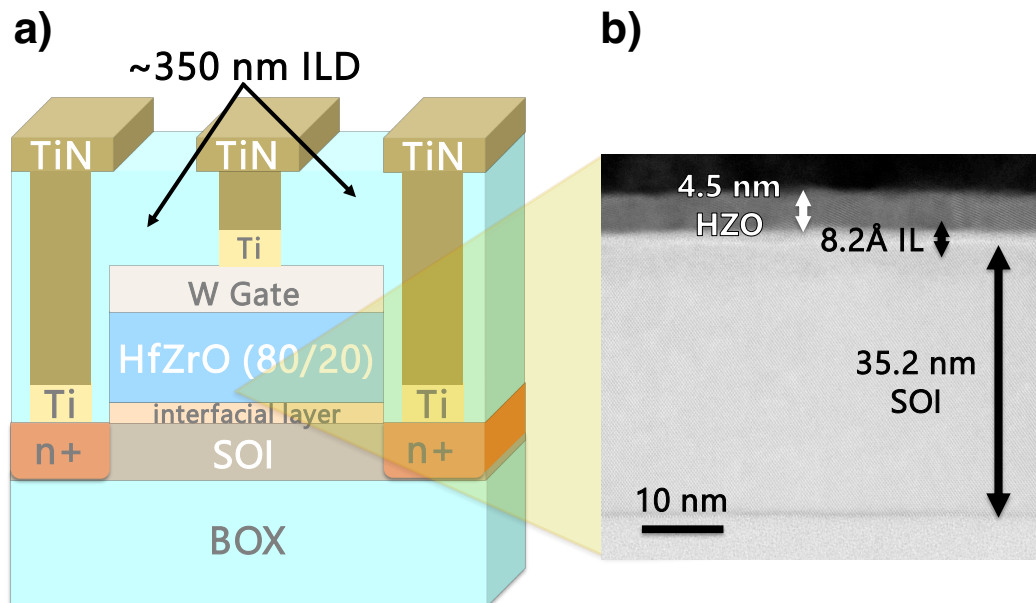 a)
~350 nm ILD
TiN
TiN
TiN
Ti
W Gate
HfZrO (80/20)
Ti
interfacial layer
Ti
n+
SOI
n+
BOX
b)
4.5 nm
HZO
8.2Å IL
35.2 nm
SOI
10 nm